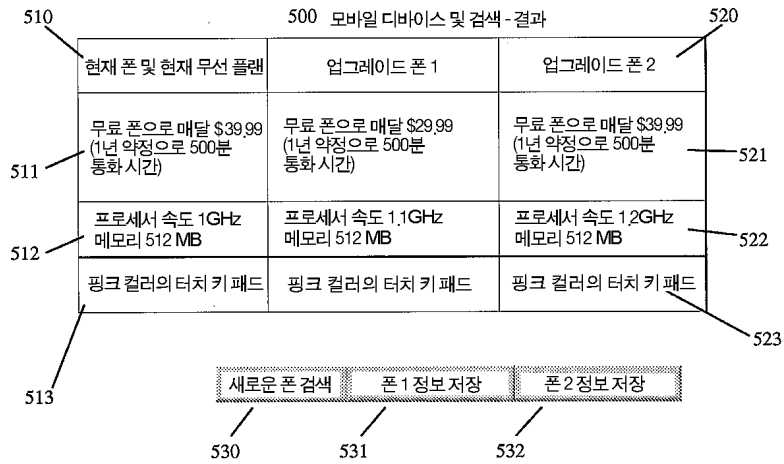 510 500 모바일 디바이스 및 검색 - 결과 520
현재 폰 및 현재 무선 플랜 업그레이드 폰 1 업그레이드 폰 2
무료 폰으로 매달 $39.99 무료 폰으로 매달 $29.99 무료 폰으로 매달 $39.99
(1년 약정으로 500분 (1년 약정으로 500분 (1년 약정으로 500분
통화 시간) 통화 시간) 통화 시간)
511 521
프로세서 속도 1GHz 프로세서 속도 1.1GHz 프로세서 속도 1.2GHz
메모리 512 MB 메모리 512 MB 메모리 512 MB
512 522
핑크 컬러의 터치 키 패드 핑크 컬러의 터치 키 패드 핑크 컬러의 터치 키 패드
523
새로운 폰 검색 폰 1 정보 저장 폰 2 정보 저장
513
530 531 532